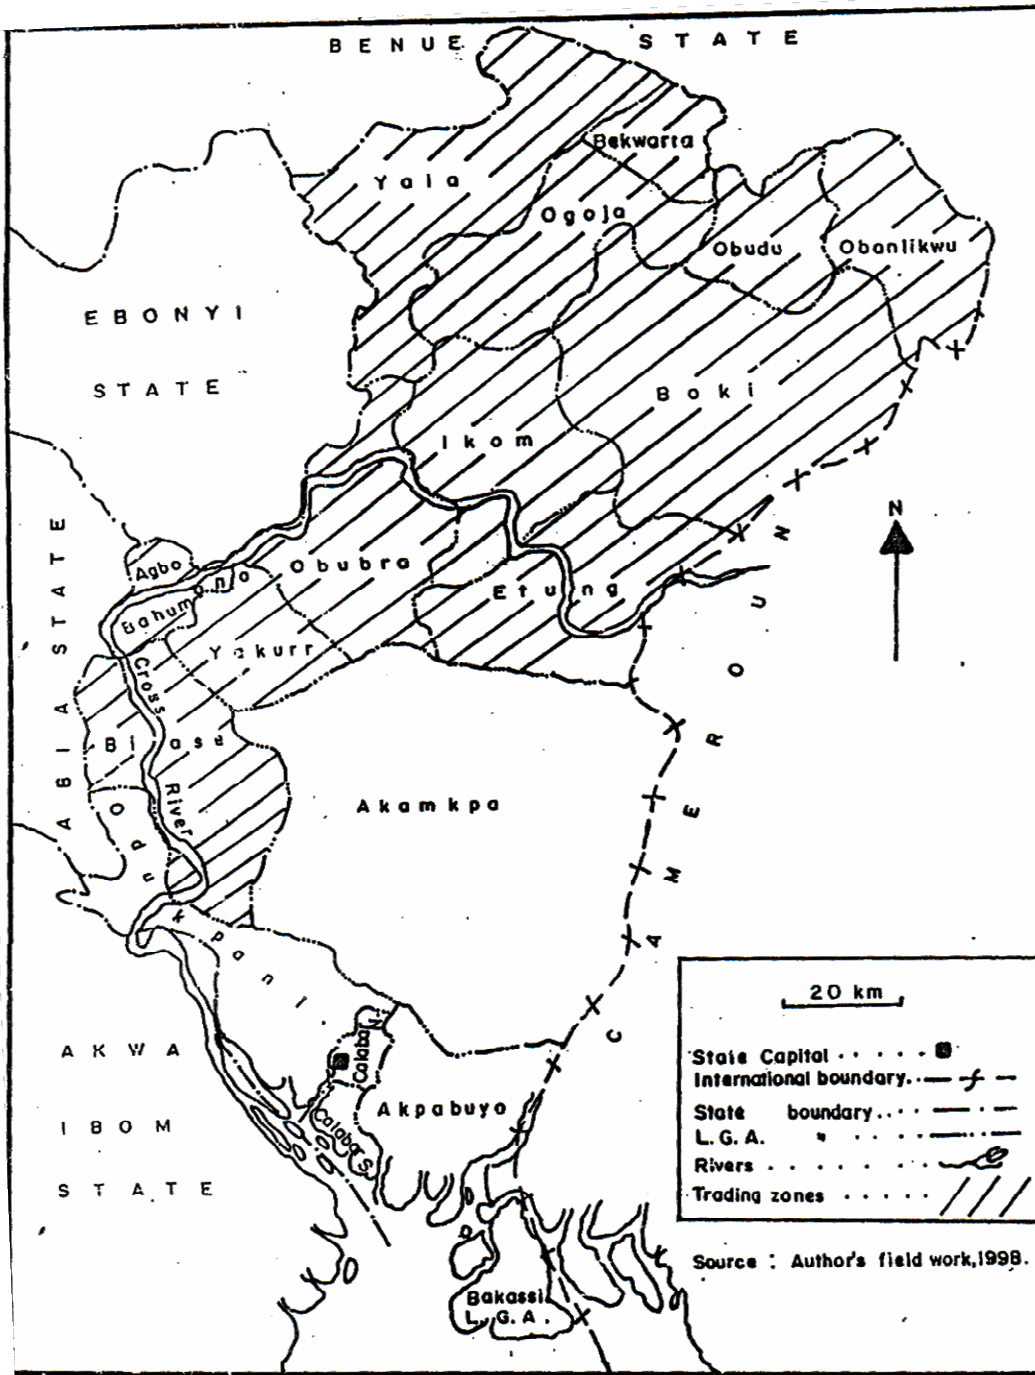 BENUE STATE
Bekwarra
Yala
Ogoja
Obudu
Obanlikwu
EBONYI
STATE
Boki
Ikom
N
ABIA STATE
Agbo
Obubra
Etung
Bahumono
Yakurr
Cross River
Biase
Akamkpa
Odukpani
CAMEROUN
20 km
AKWA
IBOM
STATE
Calabar N.
Calabar S.
Akpabuyo
State Capital . . . . .
International boundary. .
State boundary. . . .
L.G.A. " . . . .
Rivers . . . . . . .
Trading zones . . . . .
Source : Author's field work,1998.
Bakassi
L.G.A.